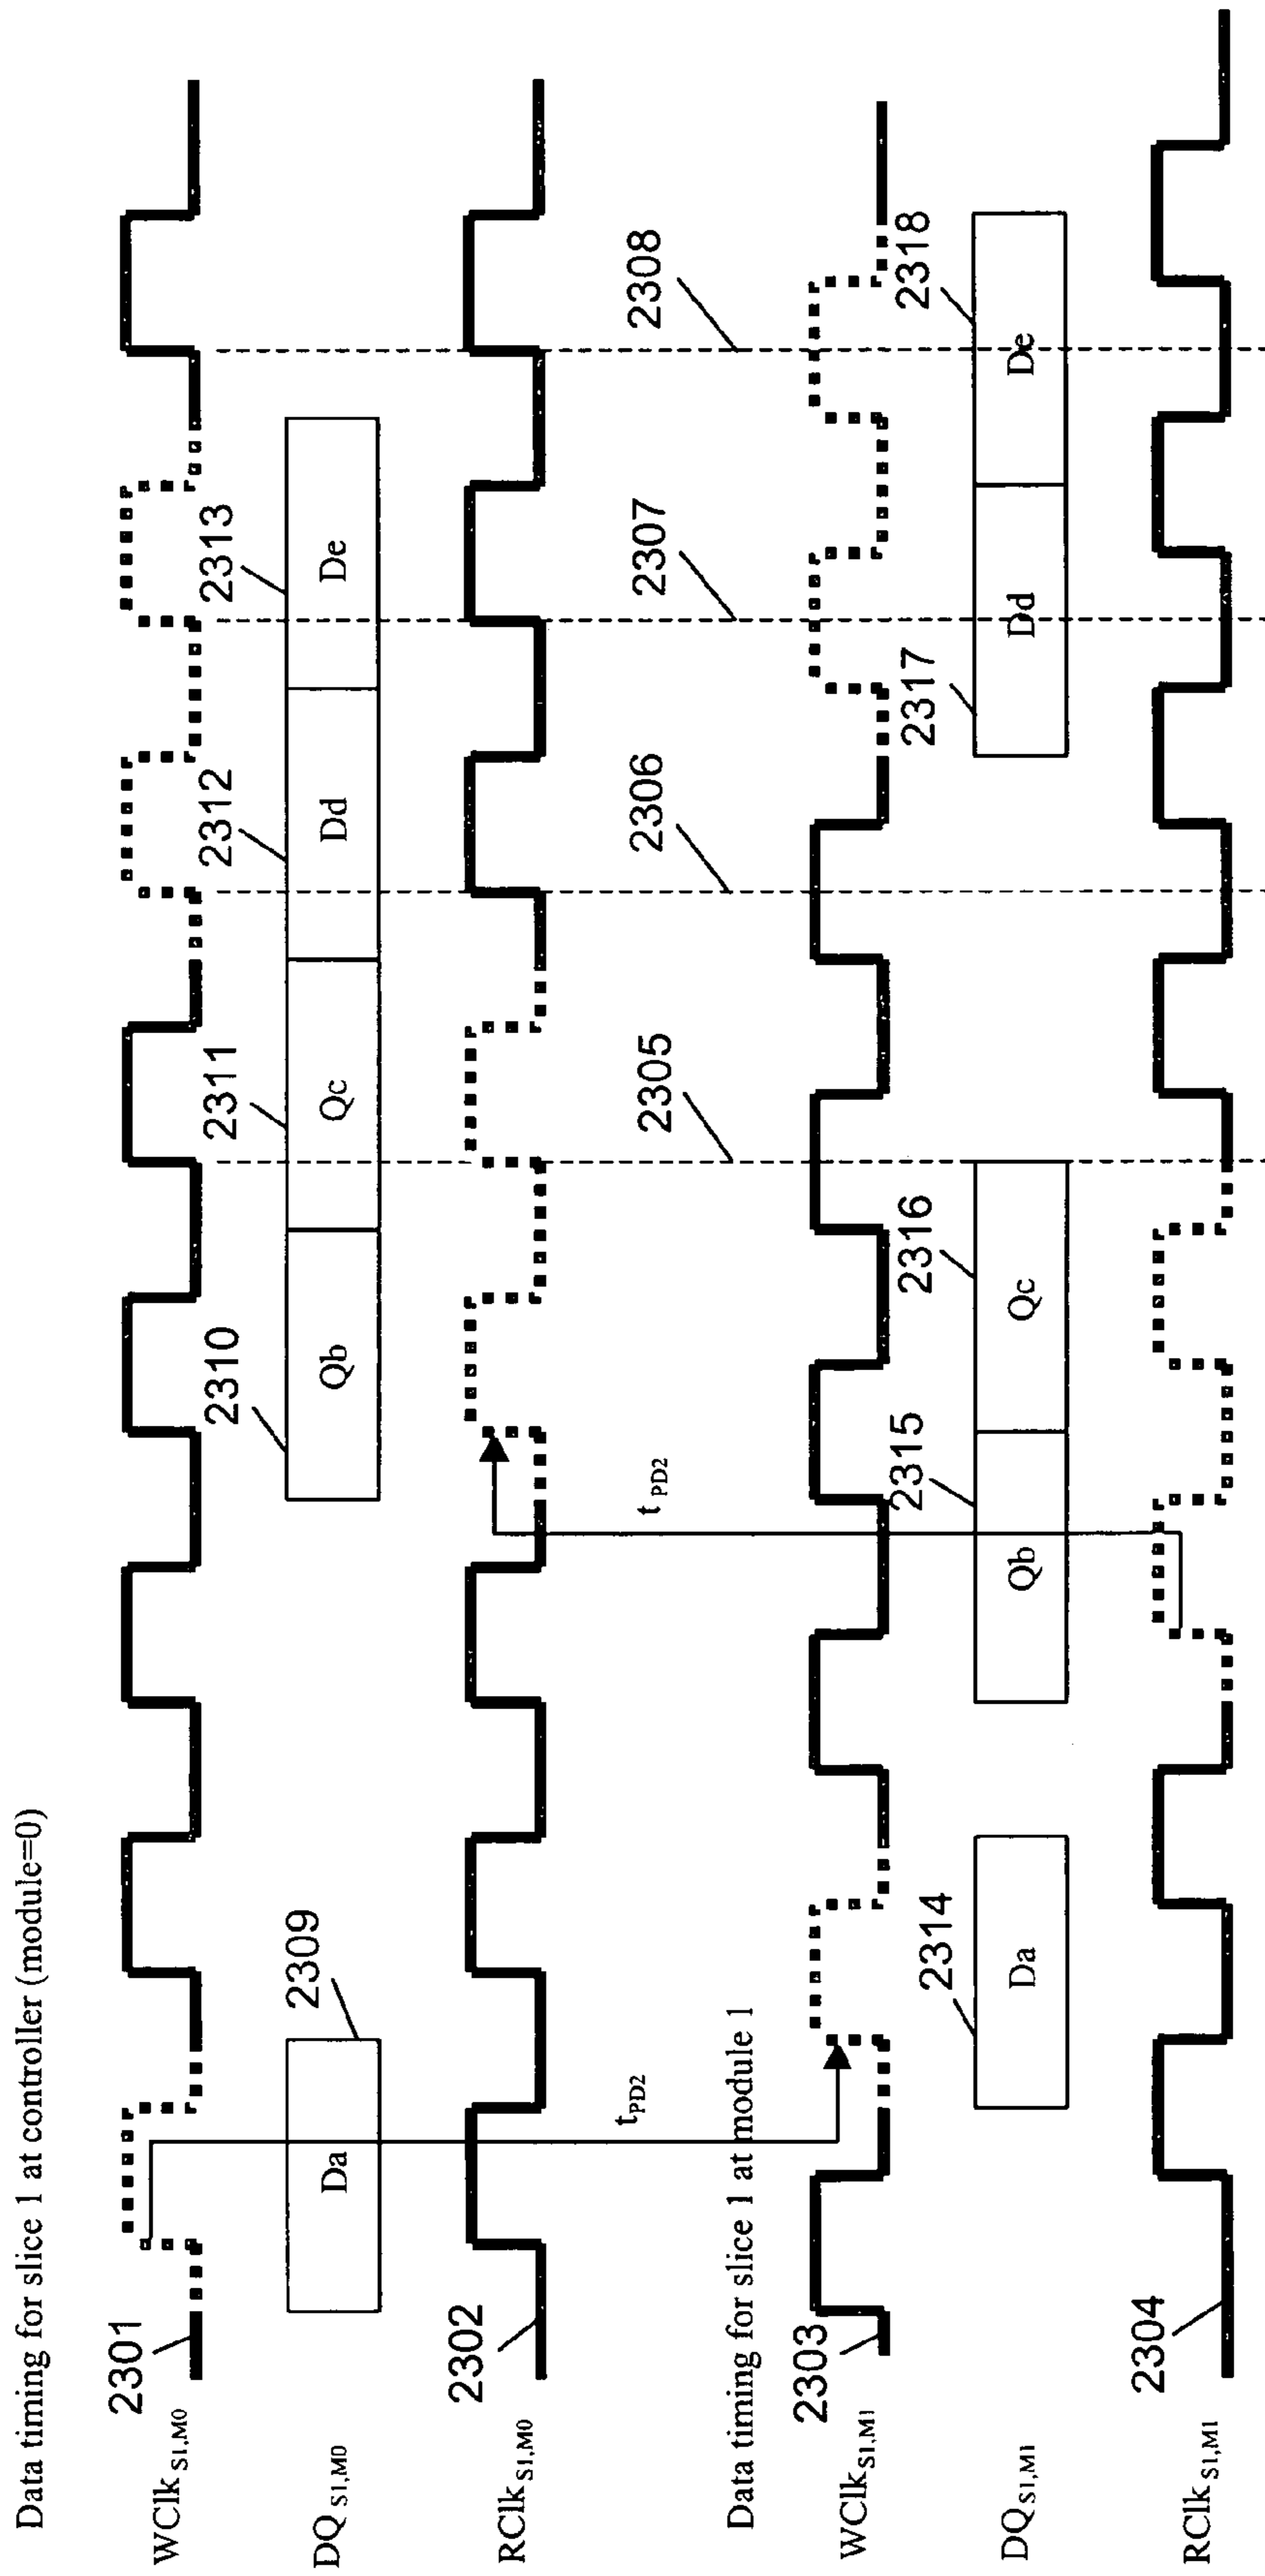 Data timing for slice 1 at controller (module=0)
WClk S1,M0
2301
DQ S1,M0
Da
2309
Qb
2310
Qc
2311
Dd
2312
De
2313
RClk S1,M0
2302
tPD2
t PD2
2305
2306
2307
2308
Data timing for slice 1 at module 1
WClk S1,M1
2303
DQ S1,M1
Da
2314
Qb
2315
Qc
2316
Dd
2317
De
2318
RClk S1,M1
2304